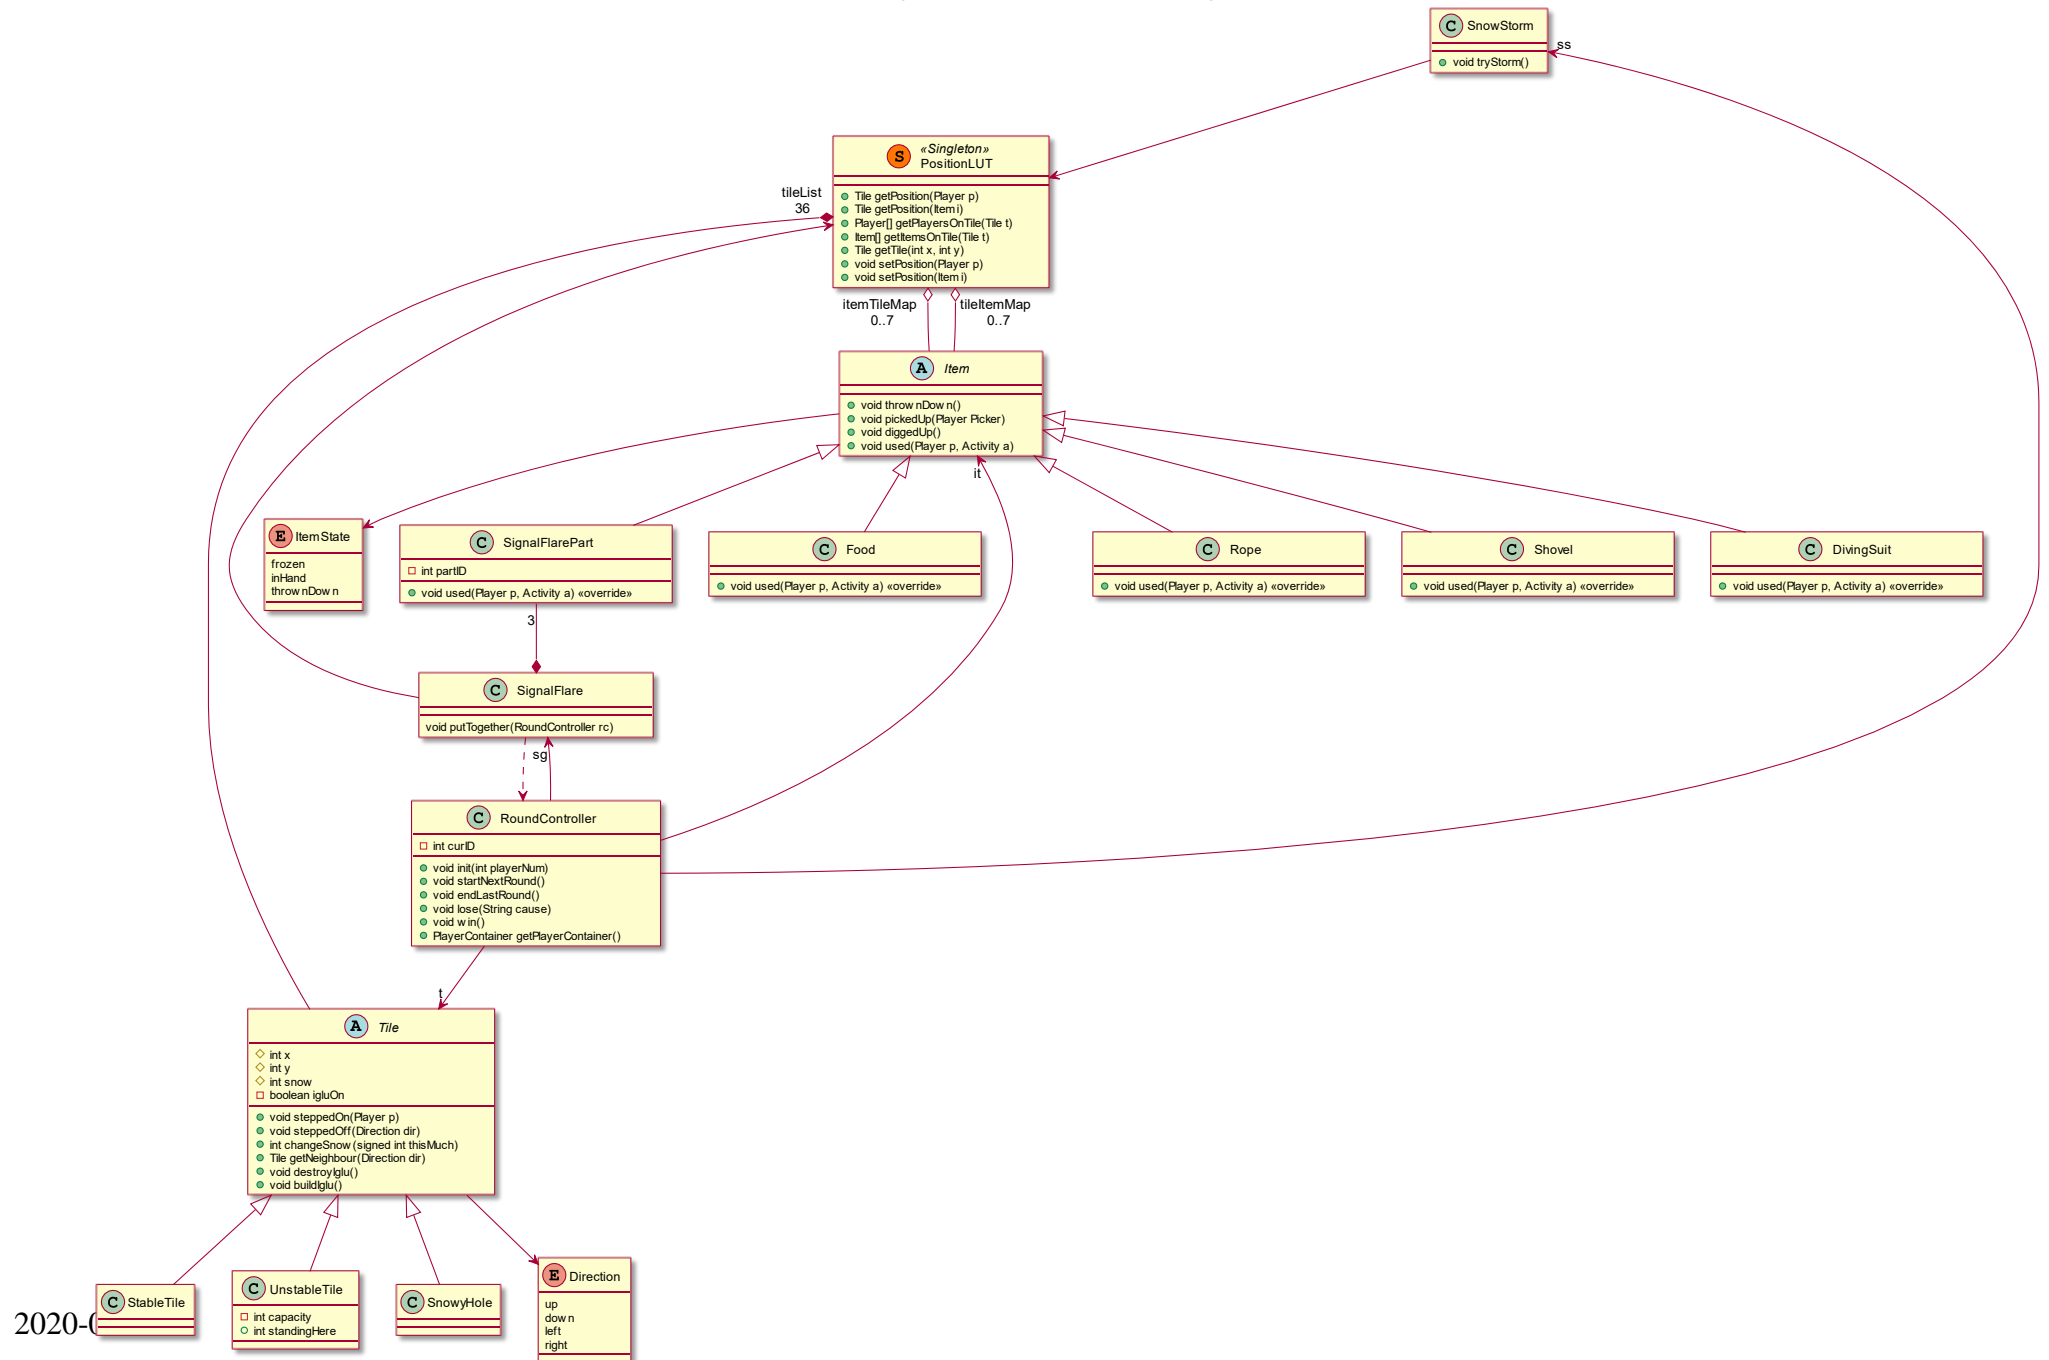 C SnowStorm
void tryStorm()
ss
S «Singleton»
PositionLUT
Tile getPosition(Player p)
Tile getPosition(Item i)
Player[] getPlayersOnTile(Tile t)
Item[] getItemsOnTile(Tile t)
Tile getTile(int x, int y)
void setPosition(Player p)
void setPosition(Item i)
tileList
36
itemTileMap
0..7
tileItemMap
0..7
A Item
void thrownDown()
void pickedUp(Player Picker)
void diggedUp()
void used(Player p, Activity a)
it
E ItemState
frozen
inHand
thrownDown
C SignalFlarePart
int partID
void used(Player p, Activity a) «override»
C Food
void used(Player p, Activity a) «override»
C Rope
void used(Player p, Activity a) «override»
C Shovel
void used(Player p, Activity a) «override»
C DivingSuit
void used(Player p, Activity a) «override»
3
C SignalFlare
void putTogether(RoundController rc)
sg
C RoundController
int curID
void init(int playerNum)
void startNextRound()
void endLastRound()
void lose(String cause)
void win()
PlayerContainer getPlayerContainer()
t
A Tile
int x
int y
int snow
boolean igluOn
void steppedOn(Player p)
void steppedOff(Direction dir)
int changeSnow(signed int thisMuch)
Tile getNeighbour(Direction dir)
void destroyIglu()
void buildIglu()
C StableTile
C UnstableTile
int capacity
int standingHere
C SnowyHole
E Direction
up
down
left
right
2020-0